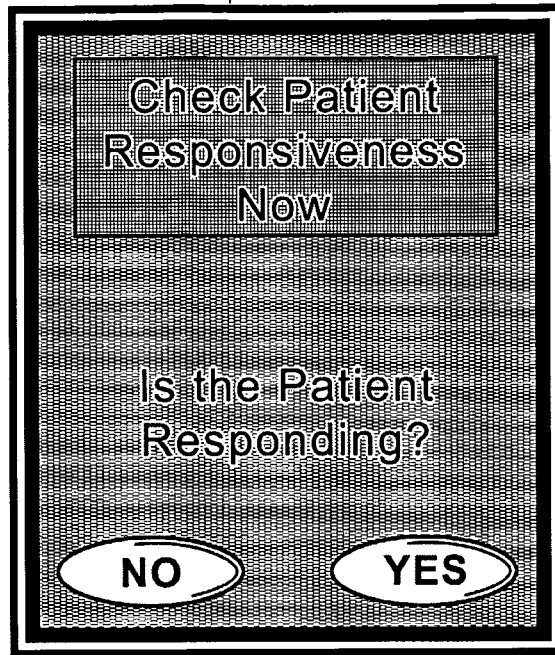 Check Patient
Responsiveness
Now
Is the Patient
Responding?
NO
YES